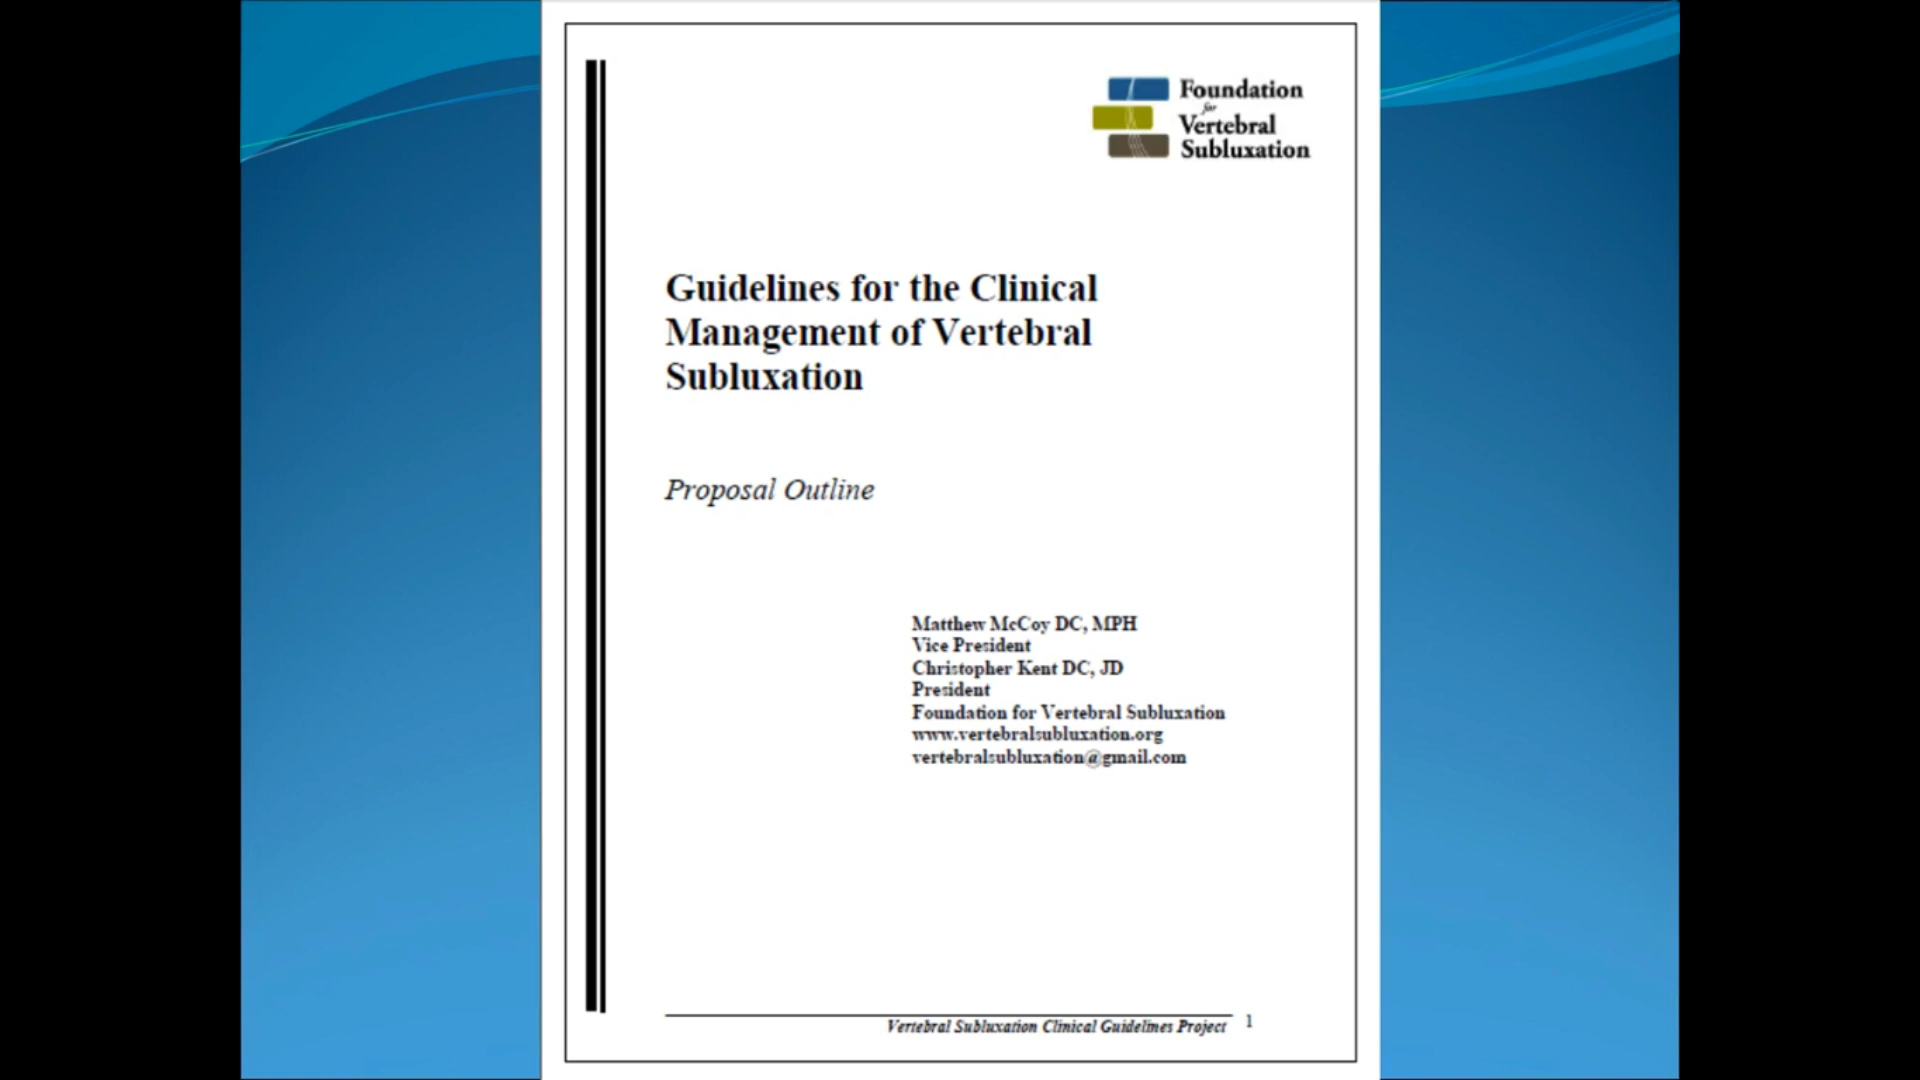 Foundation
for
Vertebral
Subluxation
Guidelines for the Clinical
Management of Vertebral
Subluxation
Proposal Outline
Matthew McCoy DC, MPH
Vice President
Christopher Kent DC, JD
President
Foundation for Vertebral Subluxation
www.vertebralsubluxation.org
vertebralsubluxation@gmail.com
Vertebral Subluxation Clinical Guidelines Project 1